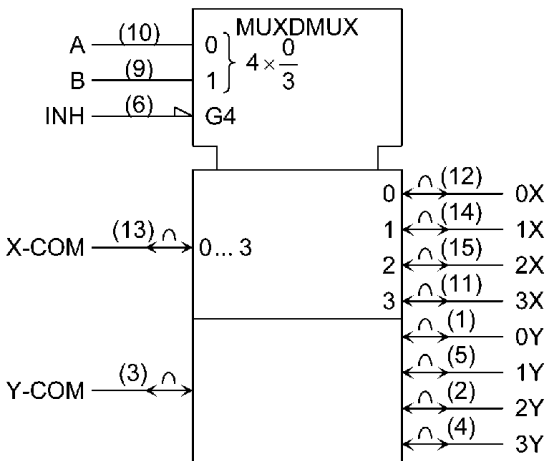 MUXDMUX
A (10) 0 } 4 × 0/3
B (9) 1
INH (6) G4
0 ∩ (12) 0X
1 ∩ (14) 1X
X-COM (13) ∩ 0... 3
2 ∩ (15) 2X
3 ∩ (11) 3X
∩ (1) 0Y
∩ (5) 1Y
Y-COM (3) ∩
∩ (2) 2Y
∩ (4) 3Y